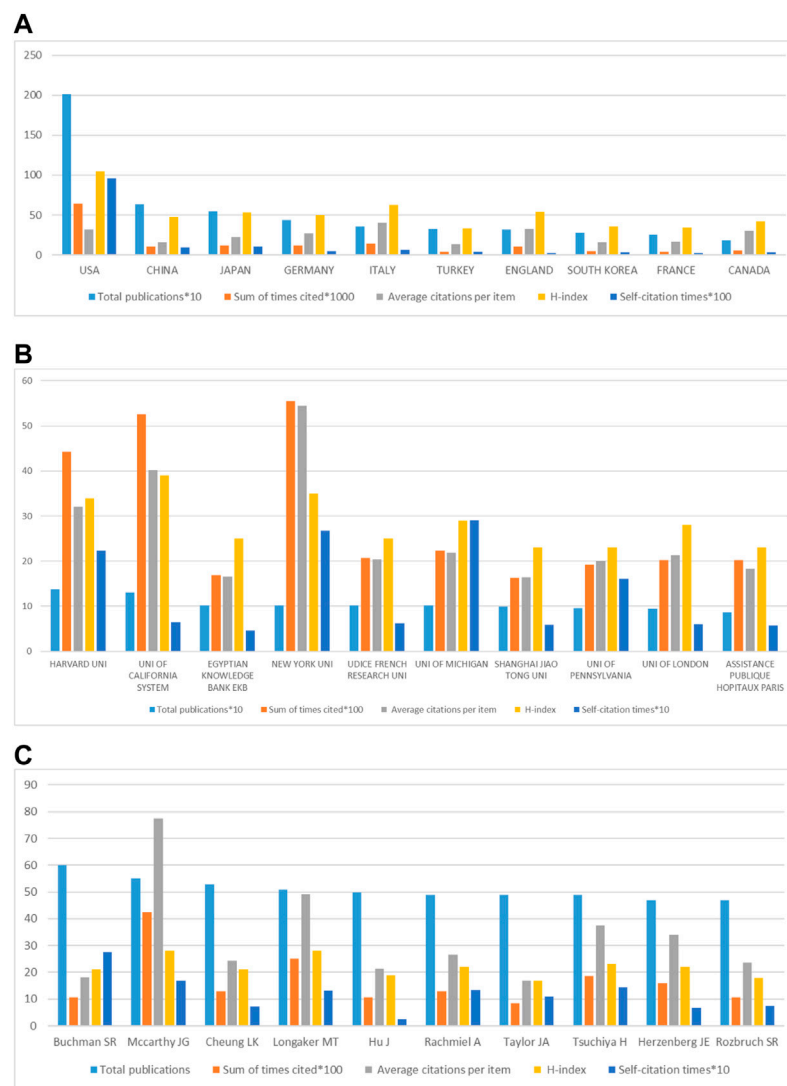 A
250
200
150
100
50
0
USA CHINA JAPAN GERMANY ITALY TURKEY ENGLAND SOUTH KOREA FRANCE CANADA
Total publications*10 Sum of times cited*1000 Average citations per item H-index Self-citation times*100
B
60
50
40
30
20
10
0
HARVARD UNI UNI OF EGYPTIAN NEW YORK UNI UDICE FRENCH UNI OF MICHIGAN SHANGHAI JIAO UNI OF UNI OF LONDON ASSISTANCE
CALIFORNIA KNOWLEDGE RESEARCH UNI TONG UNI PENNSYLVANIA PUBLIQUE
SYSTEM BANK EKB HOPITAUX PARIS
Total publications*10 Sum of times cited*100 Average citations per item H-index Self-citation times*10
C
90
80
70
60
50
40
30
20
10
0
Buchman SR Mccarthy JG Cheung LK Longaker MT Hu J Rachmiel A Taylor JA Tsuchiya H Herzenberg JE Rozbruch SR
Total publications Sum of times cited*100 Average citations per item H-index Self-citation times*10